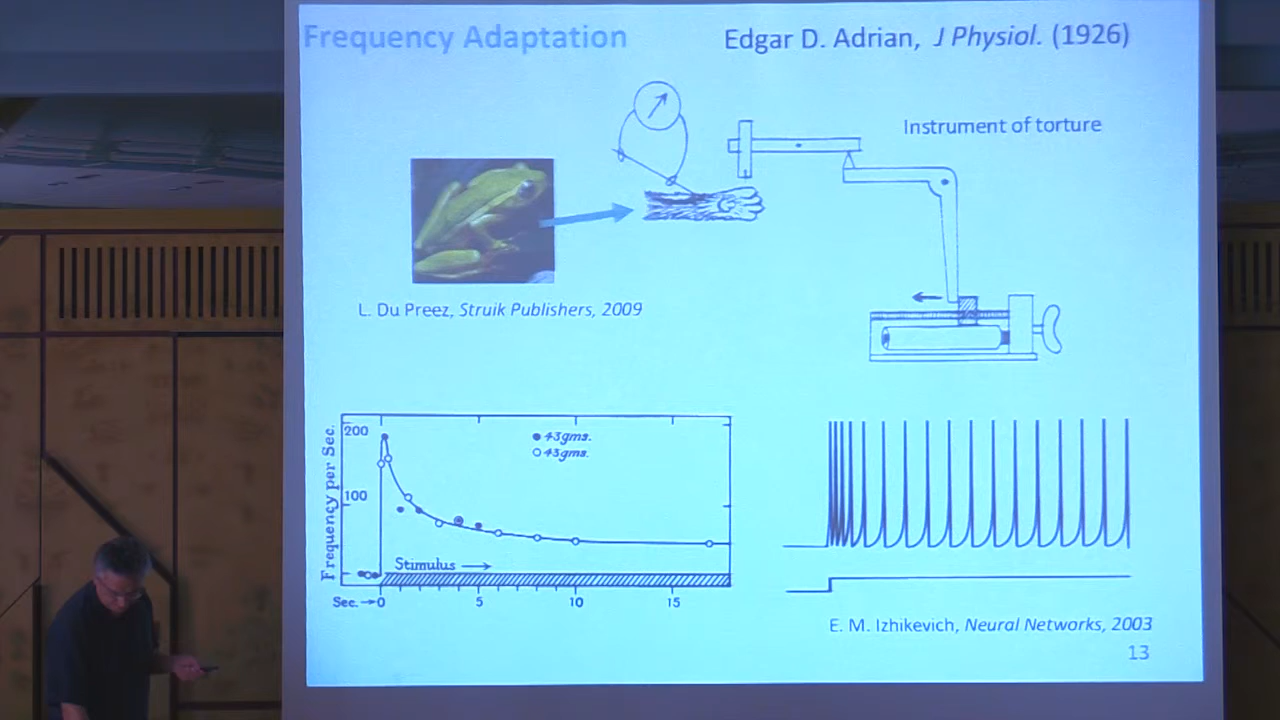 Frequency Adaptation
Edgar D. Adrian, J Physiol. (1926)
Instrument of torture
L. Du Preez, Struik Publishers, 2009
Frequency per Sec.
200
100
43gms.
43gms.
Stimulus →
Sec. → 0 5 10 15
E. M. Izhikevich, Neural Networks, 2003
13